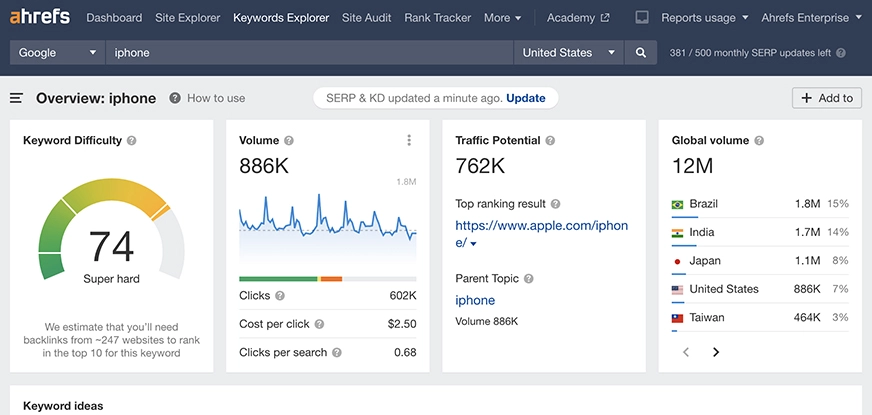 ahrefs Dashboard Site Explorer Keywords Explorer Site Audit Rank Tracker More Academy Reports usage Ahrefs Enterprise
Google iphone United States 381 / 500 monthly SERP updates left ?
Overview: iphone ? How to use SERP & KD updated a minute ago. Update + Add to
Keyword Difficulty ?
74
Super hard
We estimate that you'll need
backlinks from ~247 websites to rank
in the top 10 for this keyword
Volume ?
886K
1.8M
Clicks ? 602K
Cost per click ? $2.50
Clicks per search ? 0.68
Traffic Potential ?
762K
Top ranking result ?
https://www.apple.com/iphon
e/
Parent Topic ?
iphone
Volume 886K
Global volume ?
12M
Brazil 1.8M 15%
India 1.7M 14%
Japan 1.1M 8%
United States 886K 7%
Taiwan 464K 3%
Keyword ideas